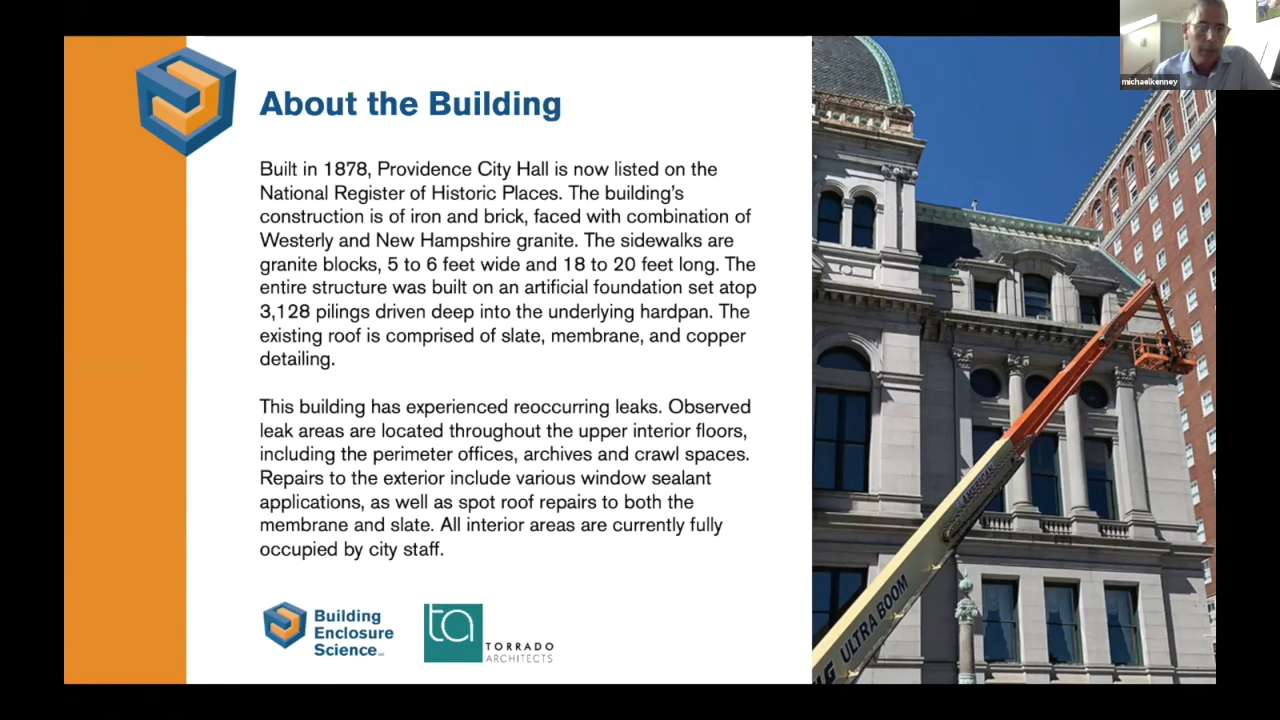 michaelkenney
About the Building
Built in 1878, Providence City Hall is now listed on the
National Register of Historic Places. The building's
construction is of iron and brick, faced with combination of
Westerly and New Hampshire granite. The sidewalks are
granite blocks, 5 to 6 feet wide and 18 to 20 feet long. The
entire structure was built on an artificial foundation set atop
3,128 pilings driven deep into the underlying hardpan. The
existing roof is comprised of slate, membrane, and copper
detailing.
This building has experienced reoccurring leaks. Observed
leak areas are located throughout the upper interior floors,
including the perimeter offices, archives and crawl spaces.
Repairs to the exterior include various window sealant
applications, as well as spot roof repairs to both the
membrane and slate. All interior areas are currently fully
occupied by city staff.
Building
Enclosure
Science
ta
TORRADO
ARCHITECTS
ULTRA BOOM